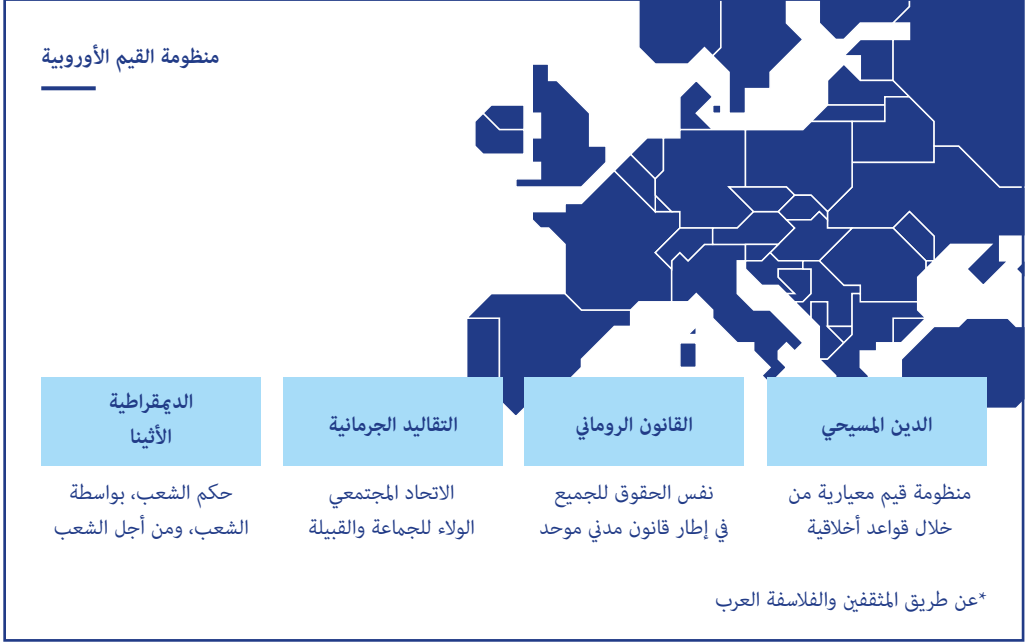 منظومة القيم الأوروبية
الدين المسيحي
منظومة قيم معيارية من
خلال قواعد أخلاقية
القانون الروماني
نفس الحقوق للجميع
في إطار قانون مدني موحد
التقاليد الجرمانية
الاتحاد المجتمعي
الولاء للجماعة والقبيلة
الديمقراطية
الأثينا
حكم الشعب، بواسطة
الشعب، ومن أجل الشعب
*عن طريق المثقفين والفلاسفة العرب